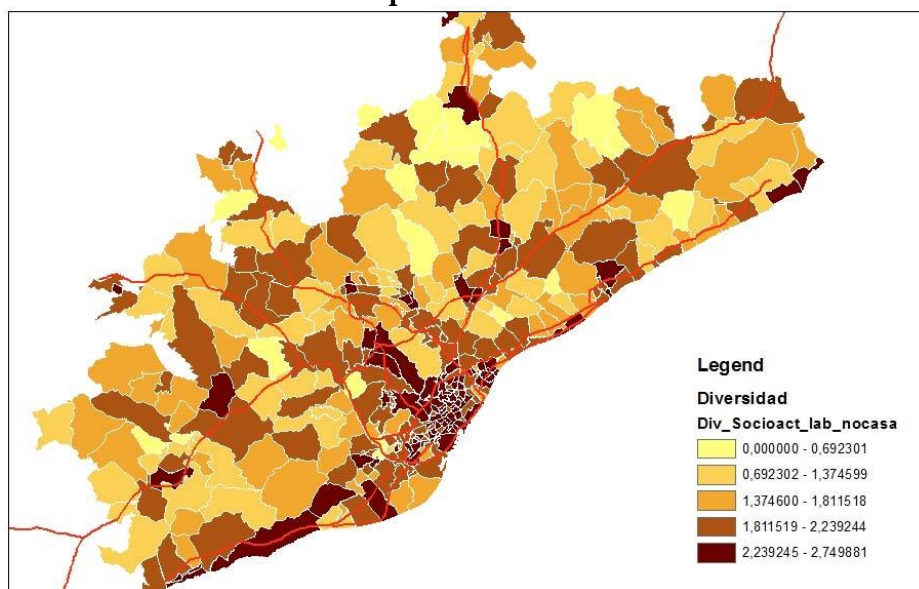 Legend
Diversidad
Div_Socioact_lab_nocasa
0,000000 - 0,692301
0,692302 - 1,374599
1,374600 - 1,811518
1,811519 - 2,239244
2,239245 - 2,749881